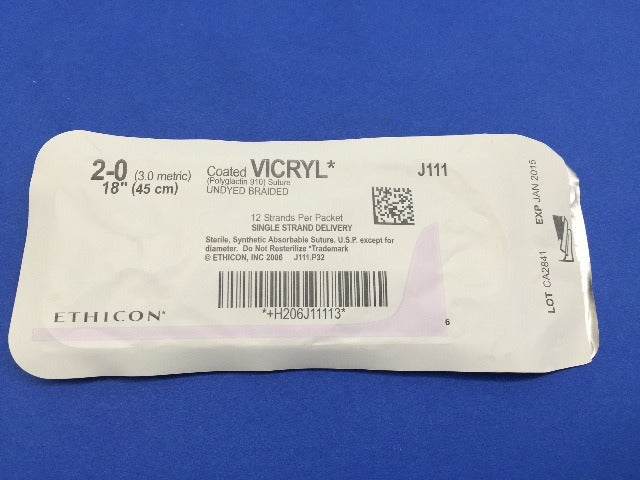 2-0 (3.0 metric)
18" (45 cm)
Coated VICRYL*
(Polyglactin 910) Suture
UNDYED BRAIDED
J111
12 Strands Per Packet
SINGLE STRAND DELIVERY
Sterile, Synthetic Absorbable Suture. U.S.P. except for
diameter. Do Not Resterilize *Trademark
© ETHICON, INC 2006 J111.P32
*+H206J11113*
ETHICON*
6
LOT CA2841 EXP JAN 2015